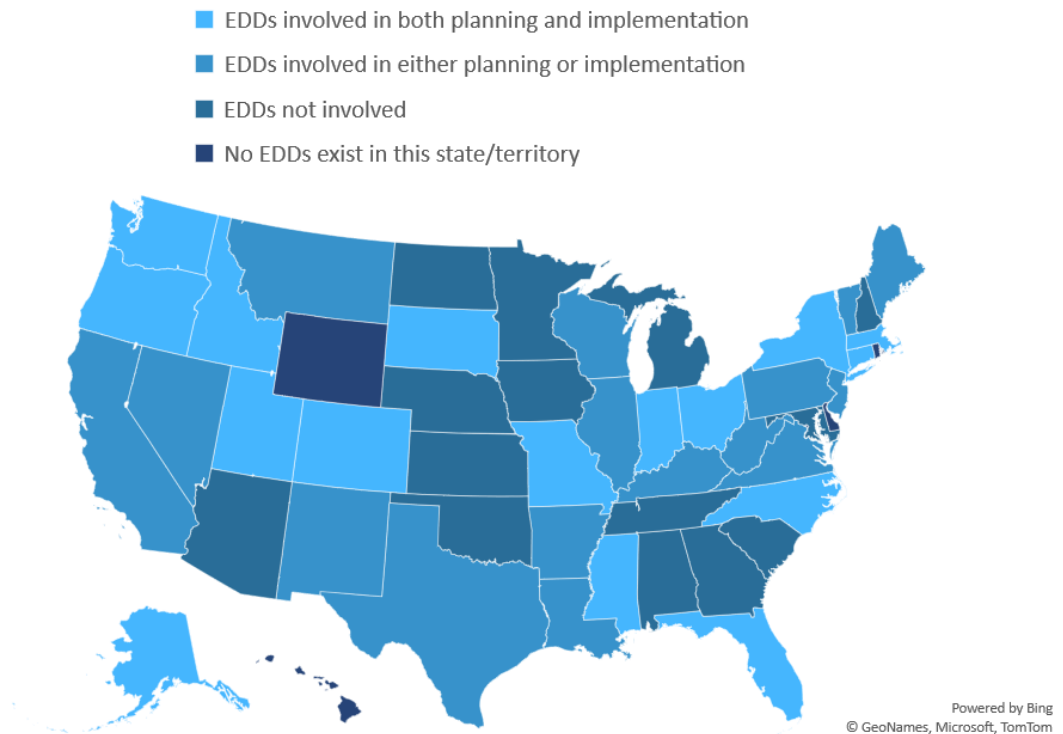 EDDs involved in both planning and implementation
EDDs involved in either planning or implementation
EDDs not involved
No EDDs exist in this state/territory
Powered by Bing
© GeoNames, Microsoft, TomTom